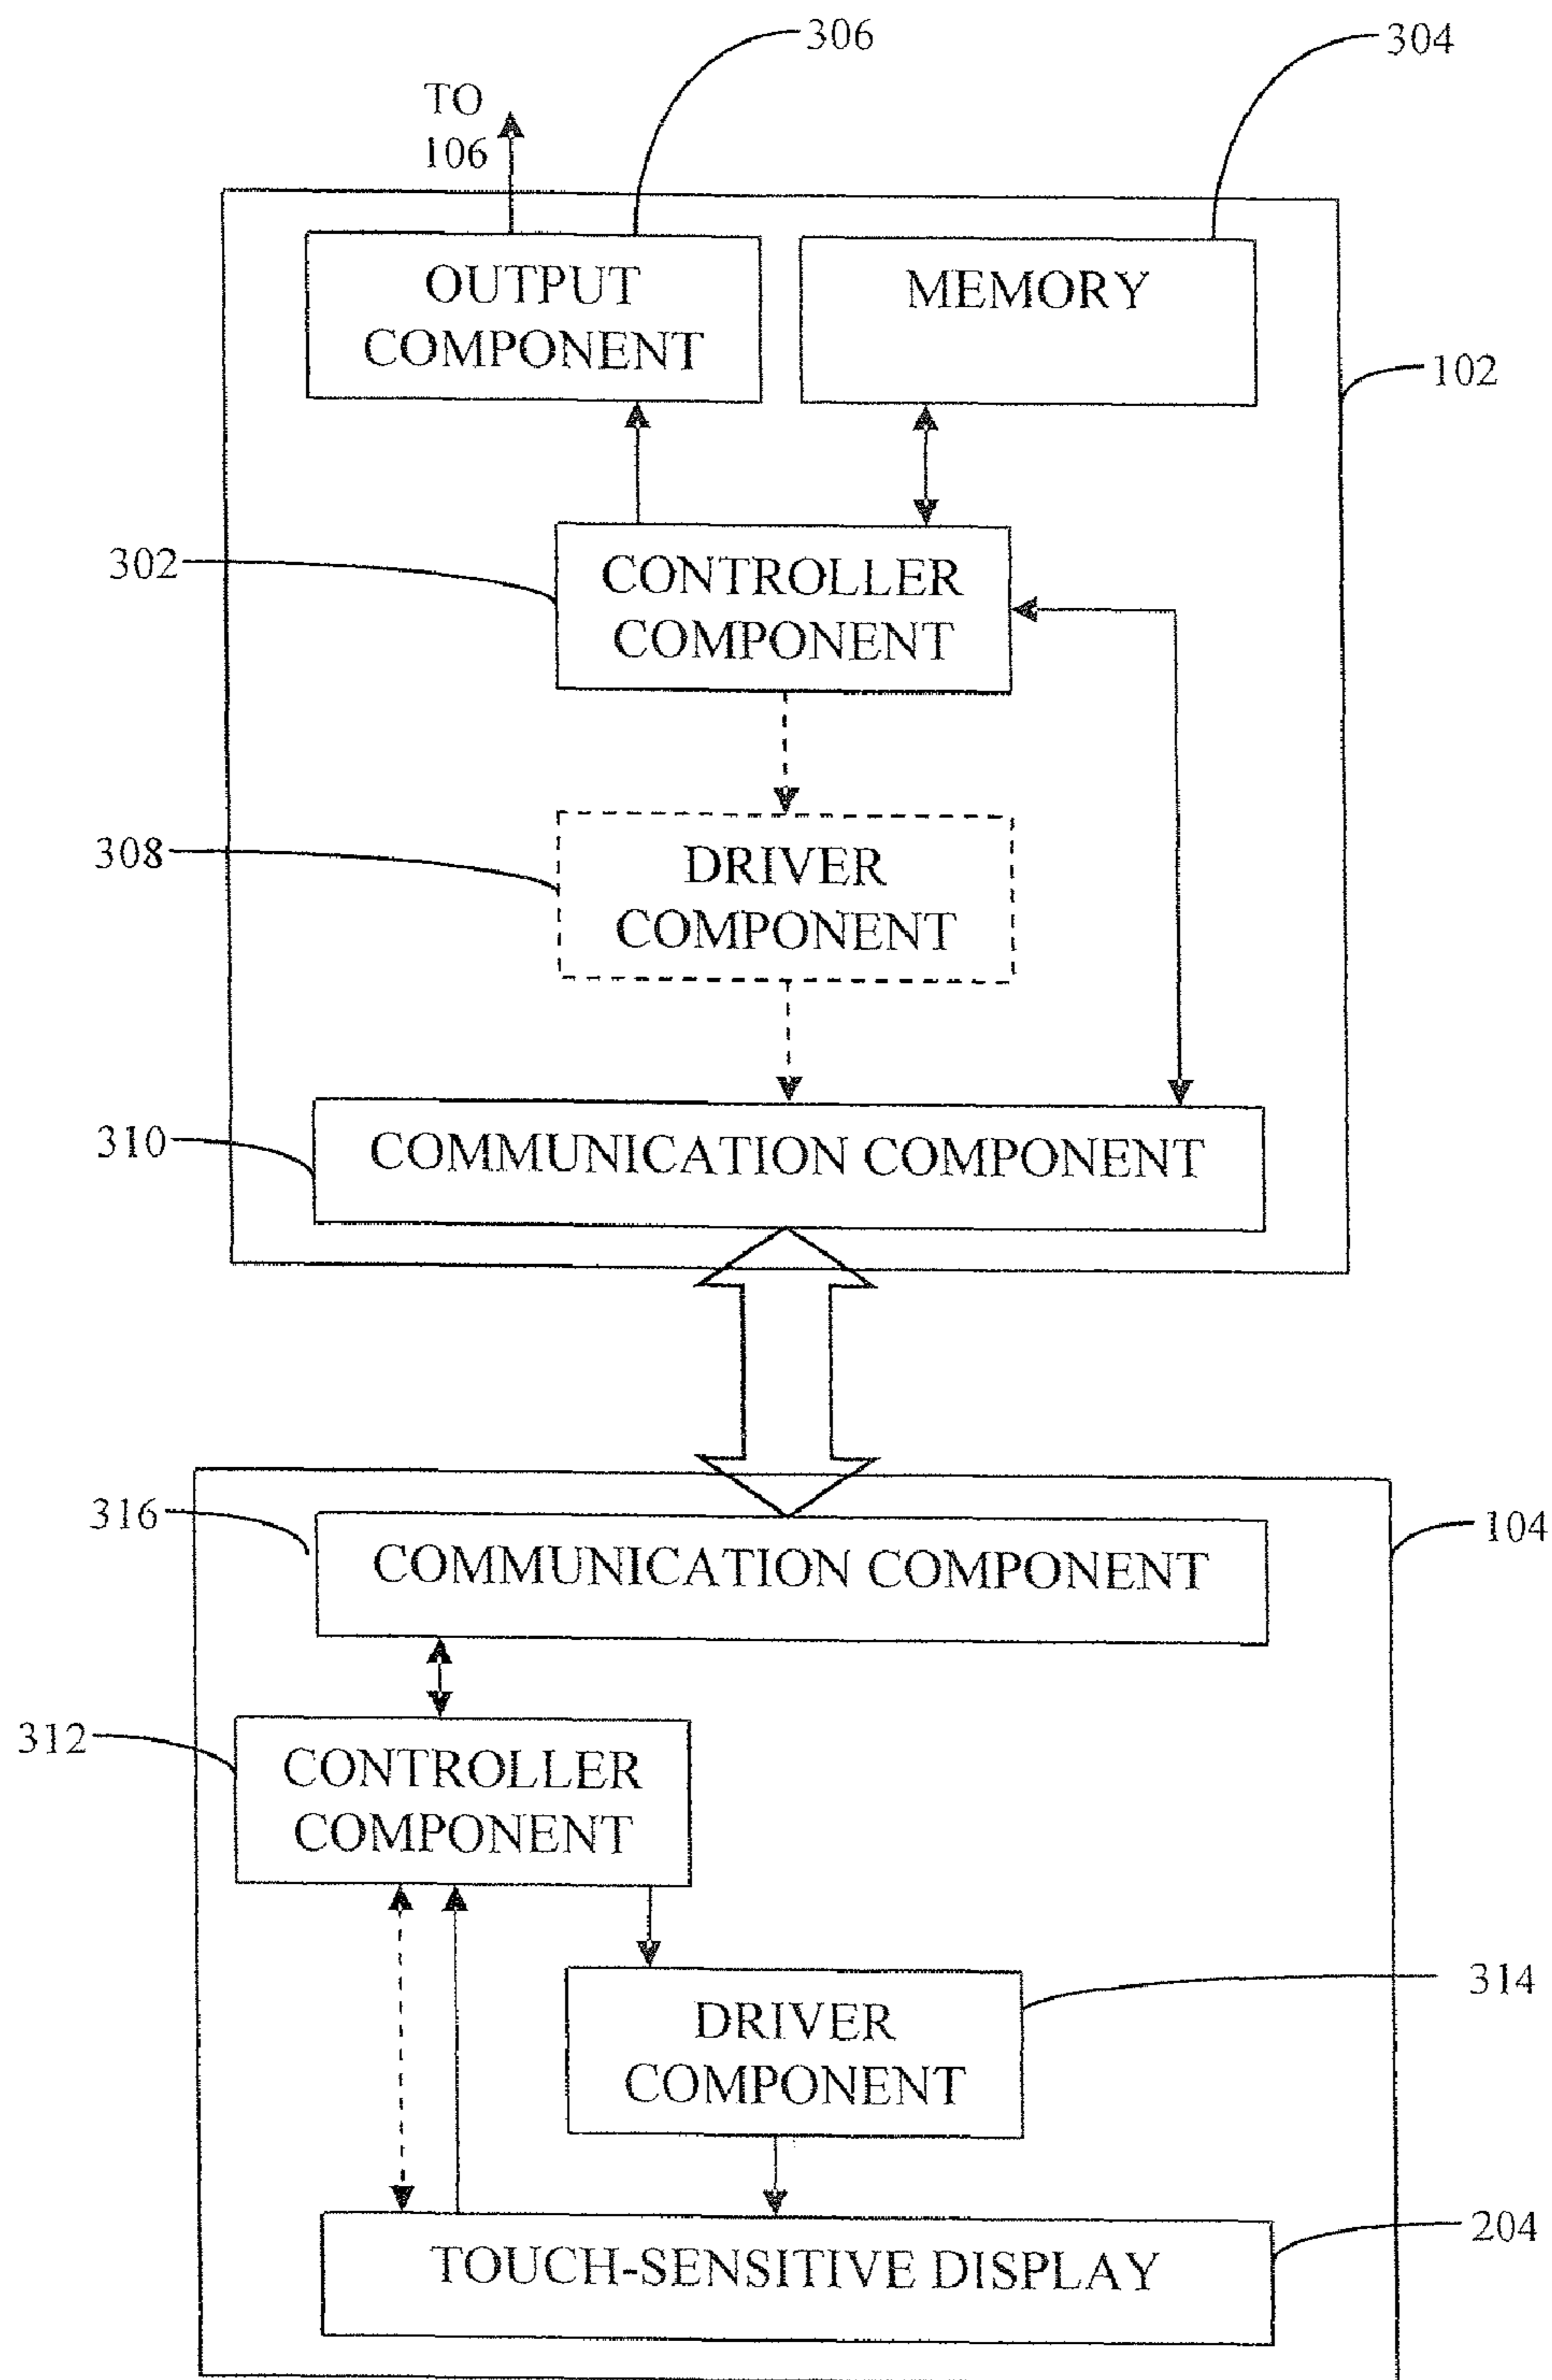 306
304
TO
106
OUTPUT
COMPONENT
MEMORY
102
302
CONTROLLER
COMPONENT
308
DRIVER
COMPONENT
310
COMMUNICATION COMPONENT
316
COMMUNICATION COMPONENT
104
312
CONTROLLER
COMPONENT
314
DRIVER
COMPONENT
204
TOUCH-SENSITIVE DISPLAY